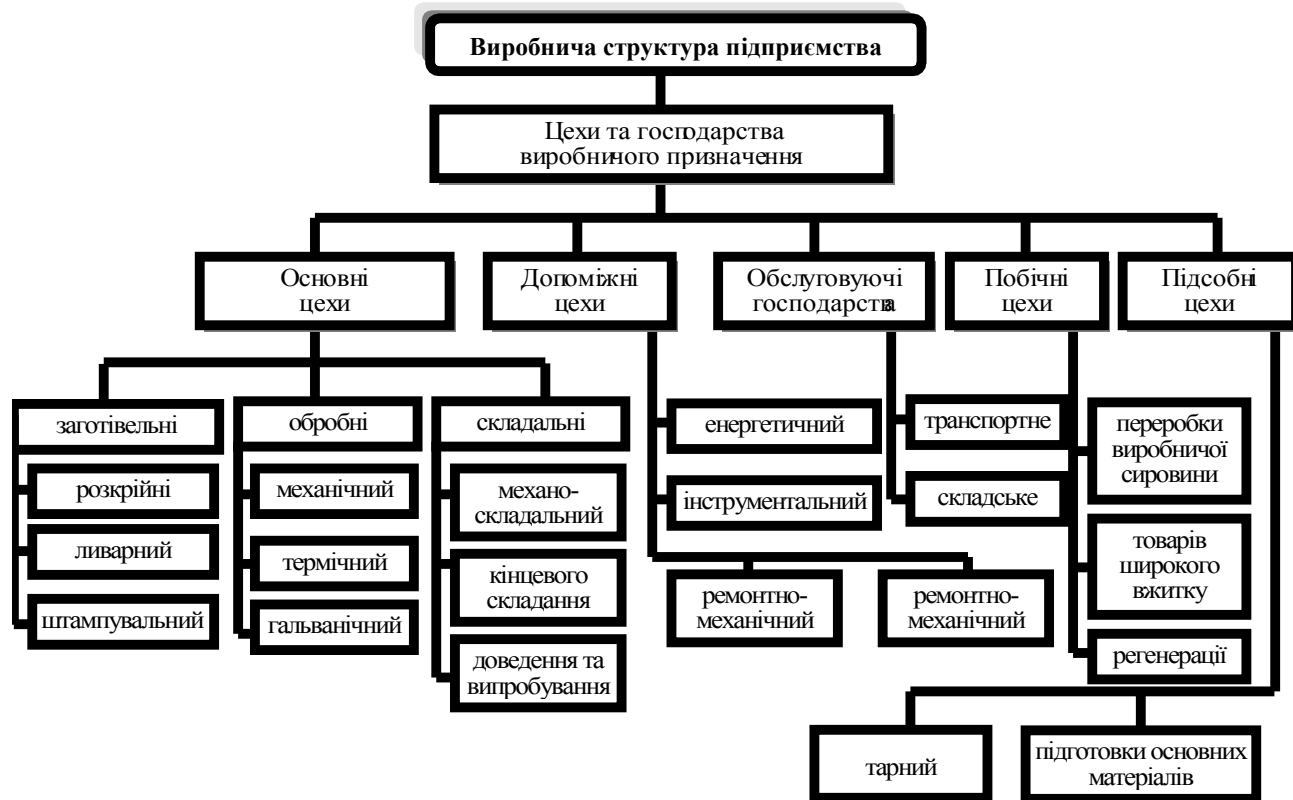 Виробнича структура підприємства
Цехи та господарства
виробничого призначення
Основні
цехи
Допоміжні
цехи
Обслуговуючі
господарства
Побічні
цехи
Підсобні
цехи
заготівельні
розкрійні
ливарний
штампувальний
обробні
механічний
термічний
гальванічний
складальні
механо-
складальний
кінцевого
складання
доведення та
випробування
енергетичний
інструментальний
ремонтно-
механічний
ремонтно-
механічний
транспортне
складське
переробки
виробничої
сировини
товарів
широкого
вжитку
регенерації
тарний
підготовки основних
матеріалів